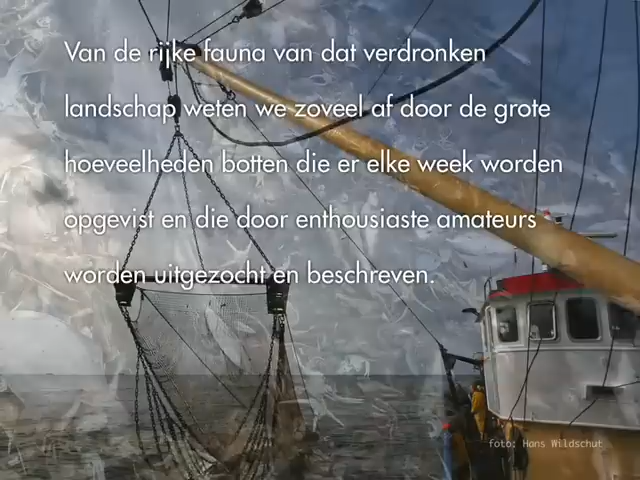 Van de rijke fauna van dat verdronken
landschap weten we zoveel af door de grote
hoeveelheden botten die er elke week worden
opgevist en die door enthousiaste amateurs
worden uitgezocht en beschreven.
foto: Hans Wildschut